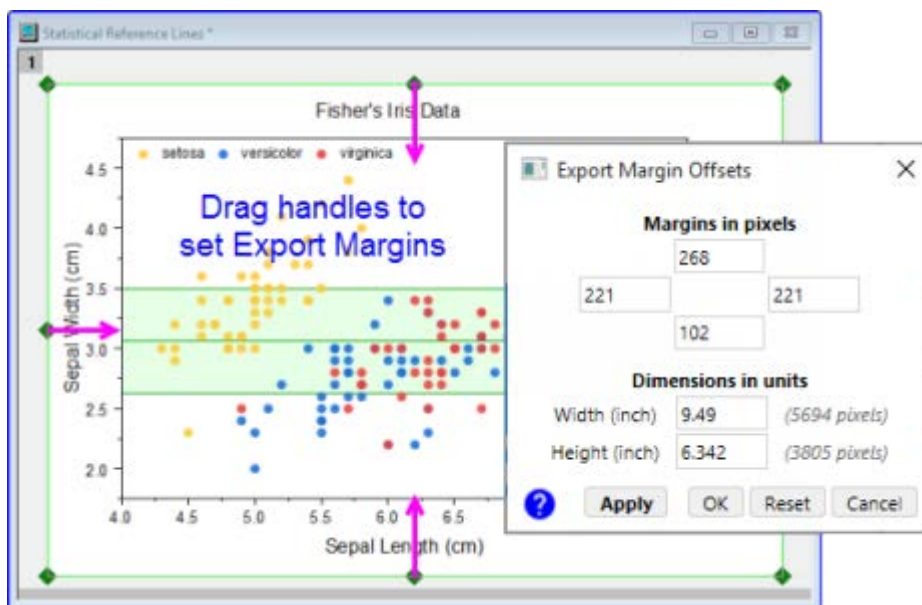 Statistical Reference Lines *
1
Fisher's Iris Data
setosa versicolor virginica
Drag handles to
set Export Margins
Sepal Width (cm)
4.5
4.0
3.5
3.0
2.5
2.0
4.0 4.5 5.0 5.5 6.0 6.5
Sepal Length (cm)
Export Margin Offsets
Margins in pixels
268
221 221
102
Dimensions in units
Width (inch) 9.49 (5694 pixels)
Height (inch) 6.342 (3805 pixels)
? Apply OK Reset Cancel